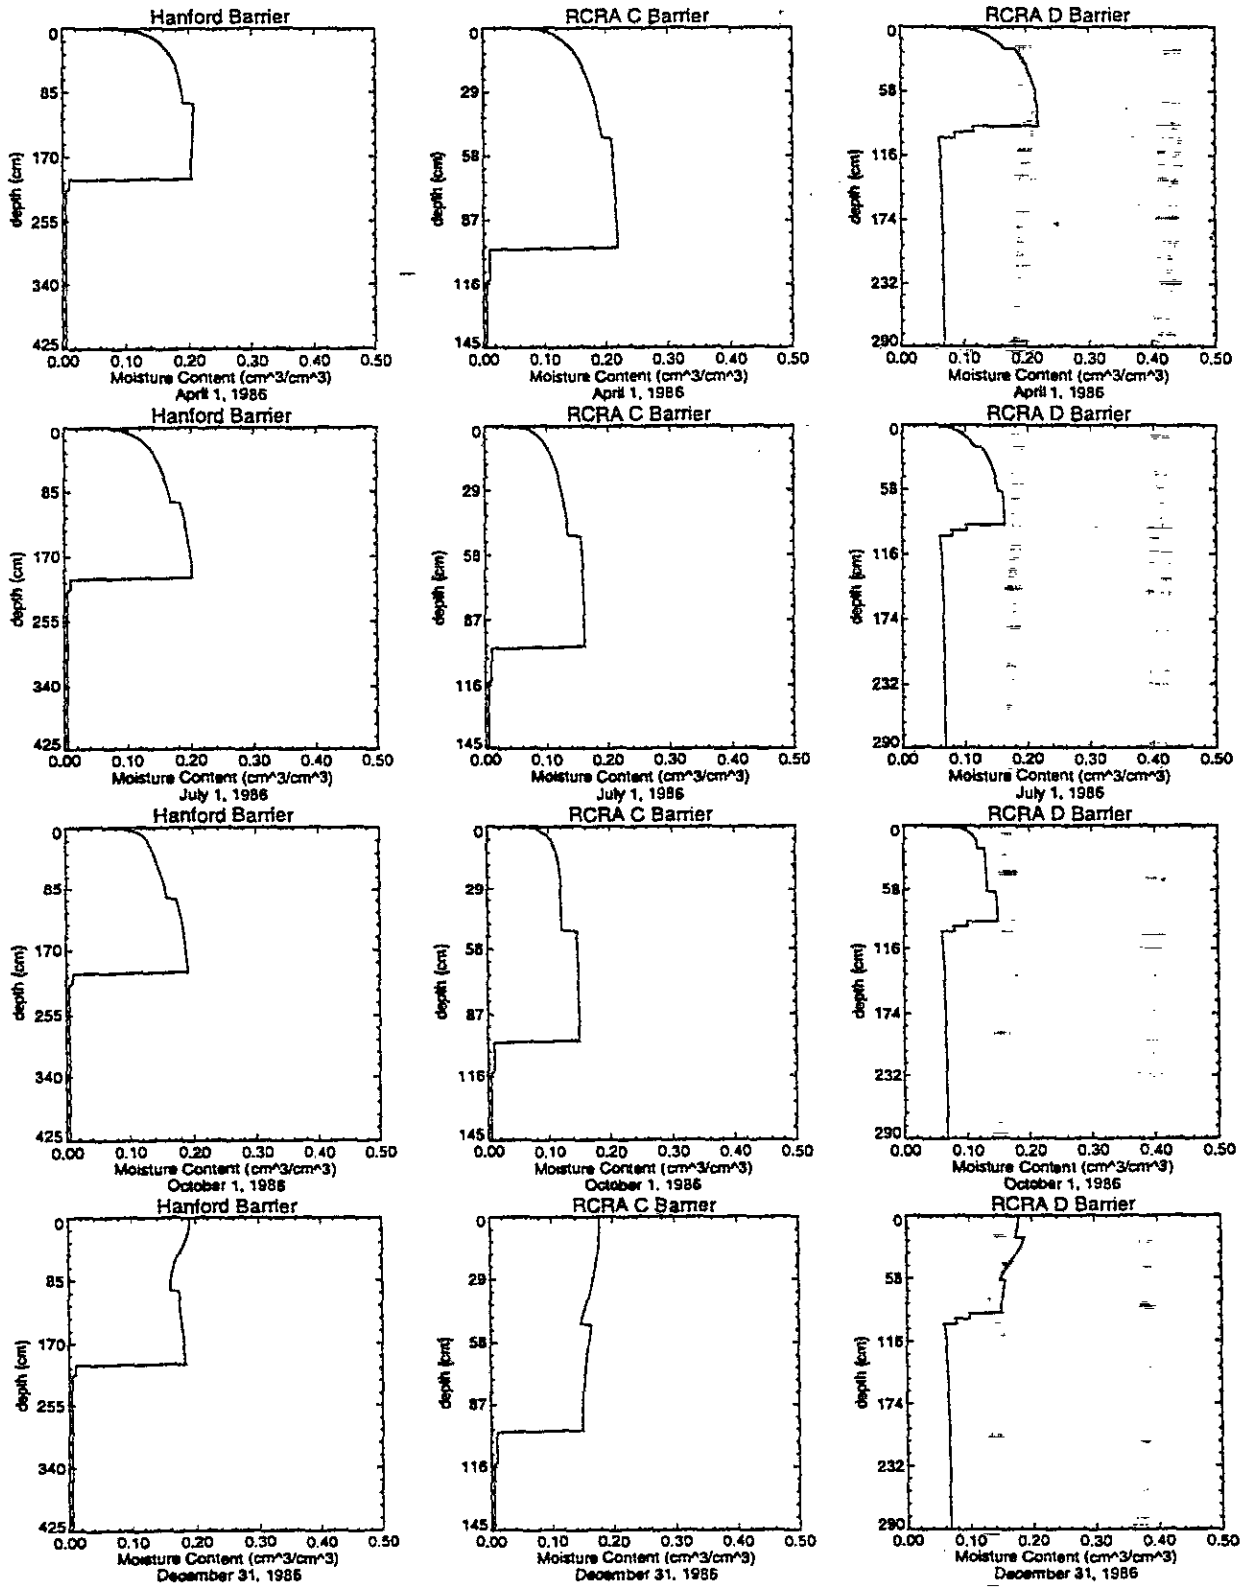 Hanford Barrier
RCRA C Barrier
RCRA D Barrier
0
85
170
255
340
425
depth (cm)
0.00 0.10 0.20 0.30 0.40 0.50
Moisture Content (cm^3/cm^3)
April 1, 1986
0
29
58
87
116
145
depth (cm)
0.00 0.10 0.20 0.30 0.40 0.50
Moisture Content (cm^3/cm^3)
April 1, 1986
0
58
116
174
232
290
depth (cm)
0.00 0.10 0.20 0.30 0.40 0.50
Moisture Content (cm^3/cm^3)
April 1, 1986
Hanford Barrier
RCRA C Barrier
RCRA D Barrier
0
85
170
255
340
425
depth (cm)
0.00 0.10 0.20 0.30 0.40 0.50
Moisture Content (cm^3/cm^3)
July 1, 1986
0
29
58
87
116
145
depth (cm)
0.00 0.10 0.20 0.30 0.40 0.50
Moisture Content (cm^3/cm^3)
July 1, 1986
0
58
116
174
232
290
depth (cm)
0.00 0.10 0.20 0.30 0.40 0.50
Moisture Content (cm^3/cm^3)
July 1, 1986
Hanford Barrier
RCRA C Barrier
RCRA D Barrier
0
85
170
255
340
425
depth (cm)
0.00 0.10 0.20 0.30 0.40 0.50
Moisture Content (cm^3/cm^3)
October 1, 1986
0
29
58
87
116
145
depth (cm)
0.00 0.10 0.20 0.30 0.40 0.50
Moisture Content (cm^3/cm^3)
October 1, 1986
0
58
116
174
232
290
depth (cm)
0.00 0.10 0.20 0.30 0.40 0.50
Moisture Content (cm^3/cm^3)
October 1, 1986
Hanford Barrier
RCRA C Barrier
RCRA D Barrier
0
85
170
255
340
425
depth (cm)
0.00 0.10 0.20 0.30 0.40 0.50
Moisture Content (cm^3/cm^3)
December 31, 1986
0
29
58
87
116
145
depth (cm)
0.00 0.10 0.20 0.30 0.40 0.50
Moisture Content (cm^3/cm^3)
December 31, 1986
0
58
116
174
232
290
depth (cm)
0.00 0.10 0.20 0.30 0.40 0.50
Moisture Content (cm^3/cm^3)
December 31, 1986